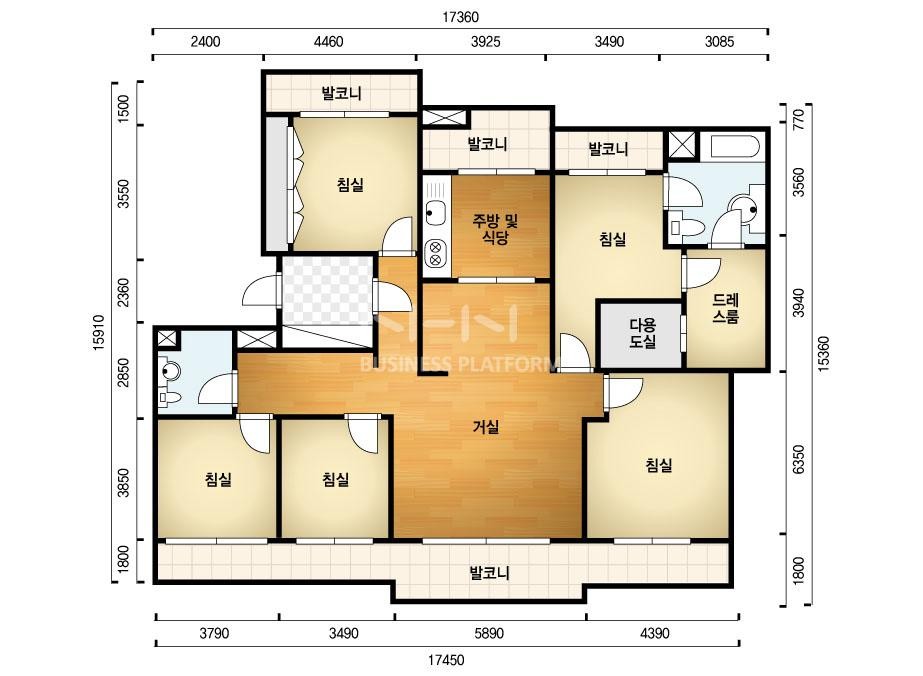 17360
2400
4460
3925
3490
3085
발코니
1500
770
발코니
발코니
3550
침실
3560
주방 및
식당
침실
2360
드레
스룸
3940
다용
도실
15910
15360
NHN
BUSINESS PLATFORM
2850
거실
침실
6350
침실
침실
3850
발코니
1800
1800
3790
3490
5890
4390
17450